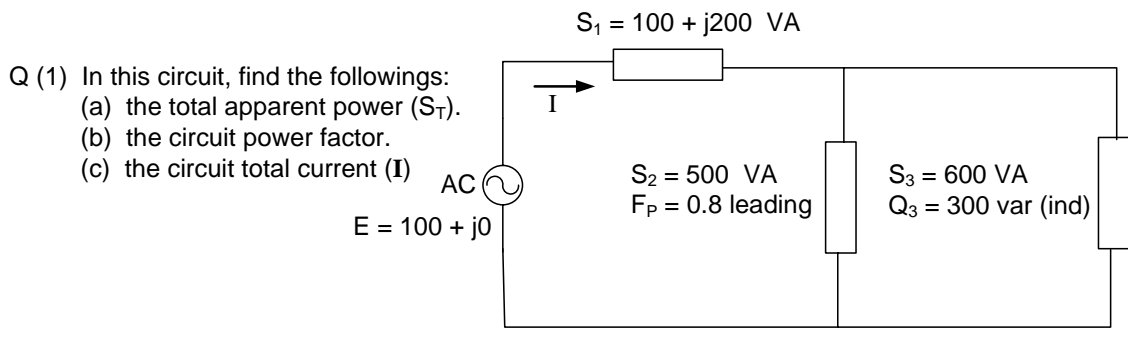 S₁ = 100 + j200 VA
Q (1) In this circuit, find the followings:
(a) the total apparent power (S_T).
(b) the circuit power factor.
(c) the circuit total current (I)
I
AC
E = 100 + j0
S₂ = 500 VA
F_P = 0.8 leading
S₃ = 600 VA
Q₃ = 300 var (ind)